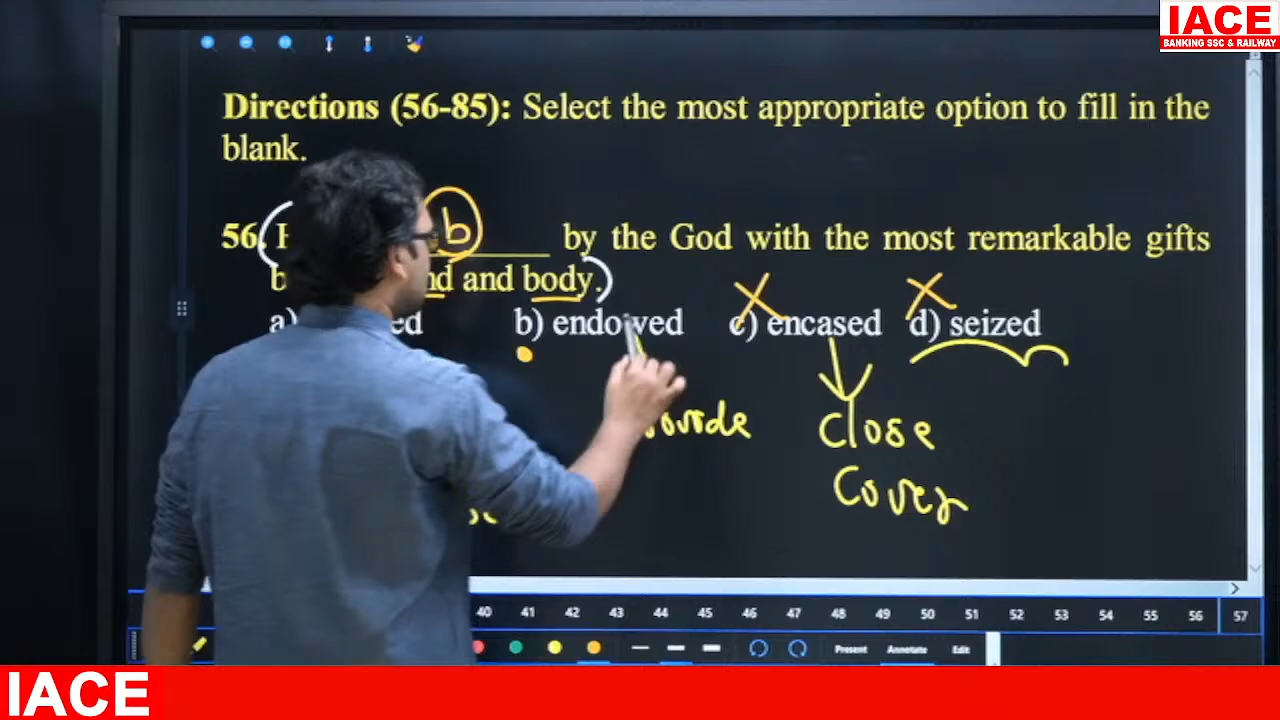 IACE
BANKING SSC & RAILWAY
Directions (56-85): Select the most appropriate option to fill in the
blank.
56. b by the God with the most remarkable gifts
and body.
b) endowed c) encased d) seized
close
Cover
40 41 42 43 44 45 46 47 48 49 50 51 52 53 54 55 56 57
Present Annotate Edit
IACE